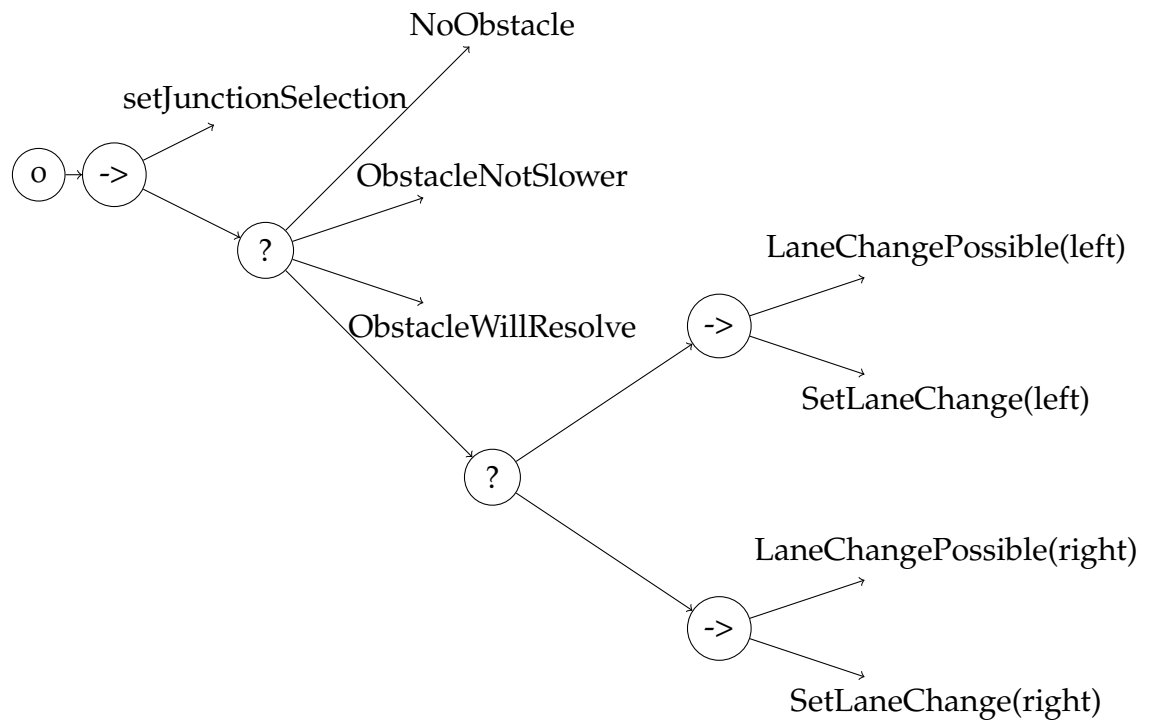 NoObstacle
setJunctionSelection
o
->
ObstacleNotSlower
?
LaneChangePossible(left)
ObstacleWillResolve
->
SetLaneChange(left)
?
LaneChangePossible(right)
->
SetLaneChange(right)